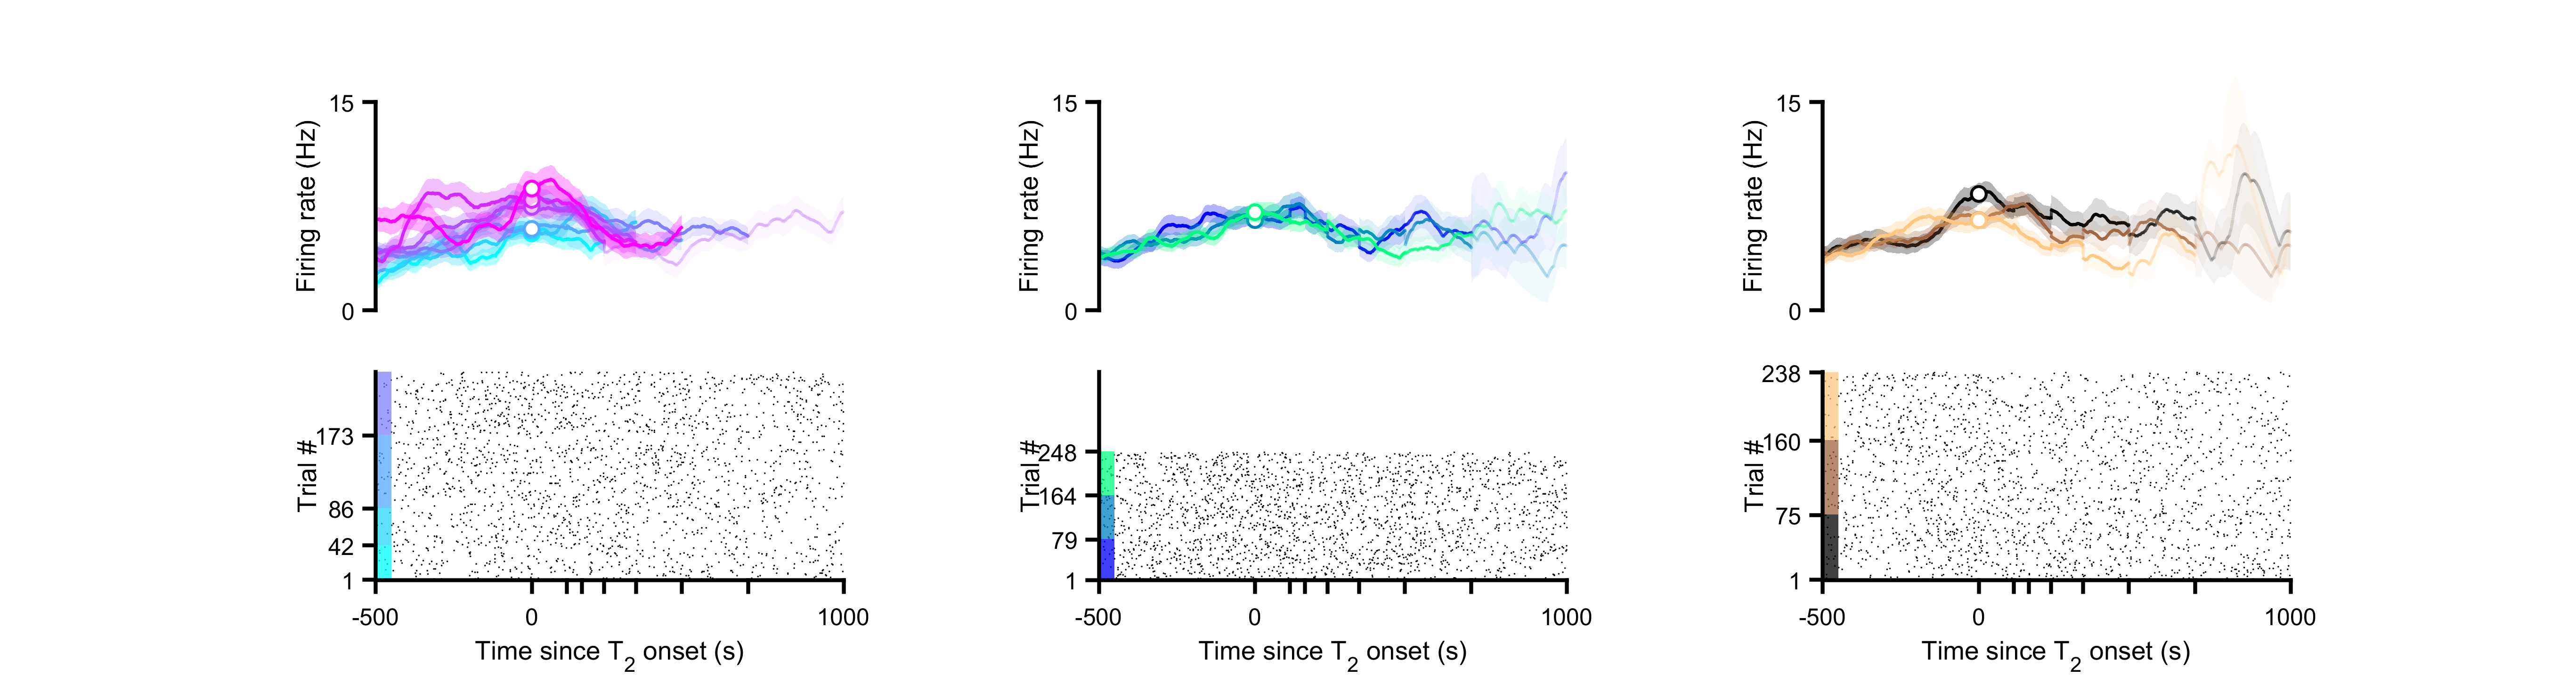 15
Firing rate (Hz)
0
173
Trial #
86
42
1
-500 0 1000
Time since T2 onset (s)
15
Firing rate (Hz)
0
248
Trial #
164
79
1
-500 0 1000
Time since T2 onset (s)
15
Firing rate (Hz)
0
238
160
Trial #
75
1
-500 0 1000
Time since T2 onset (s)